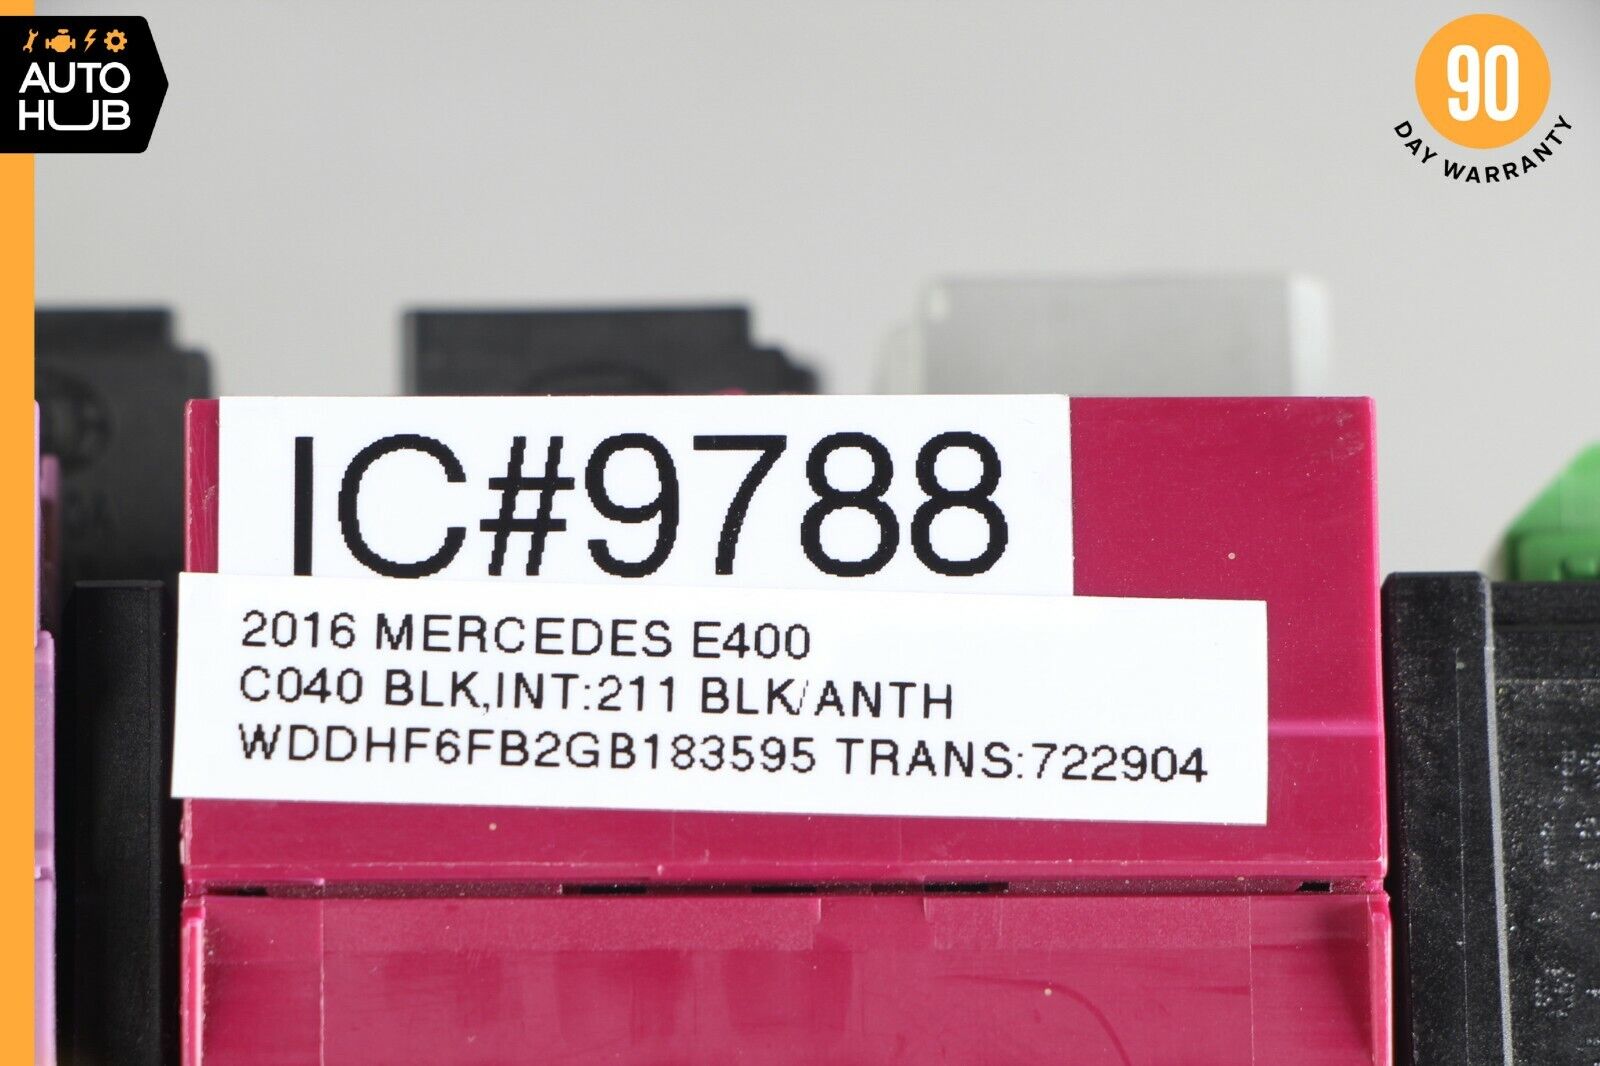 AUTO
HUB
90
DAY WARRANTY
IC#9788
2016 MERCEDES E400
C040 BLK,INT:211 BLK/ANTH
WDDHF6FB2GB183595 TRANS:722904